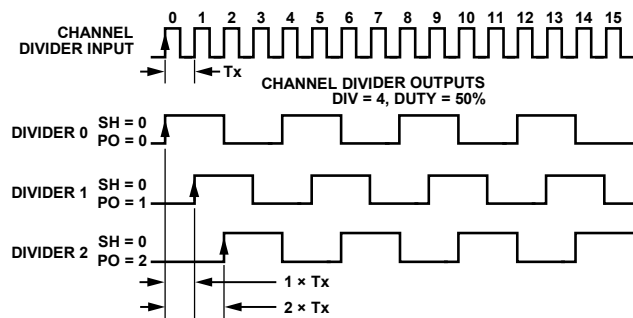 0 1 2 3 4 5 6 7 8 9 10 11 12 13 14 15
CHANNEL
DIVIDER INPUT
Tx
CHANNEL DIVIDER OUTPUTS
DIV = 4, DUTY = 50%
DIVIDER 0 SH = 0
PO = 0
DIVIDER 1 SH = 0
PO = 1
DIVIDER 2 SH = 0
PO = 2
1 × Tx
2 × Tx